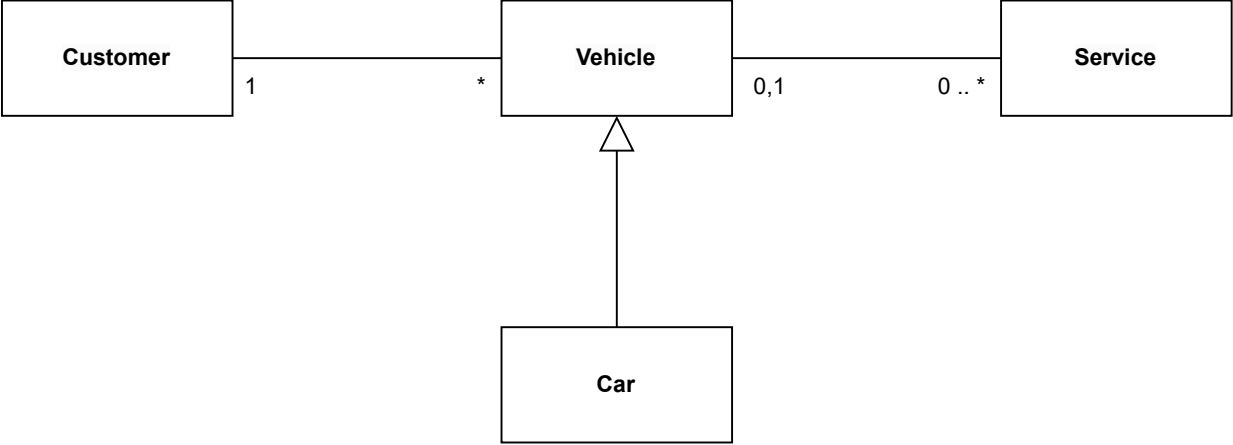 Customer
Vehicle
Service
1
*
0,1
0 .. *
Car